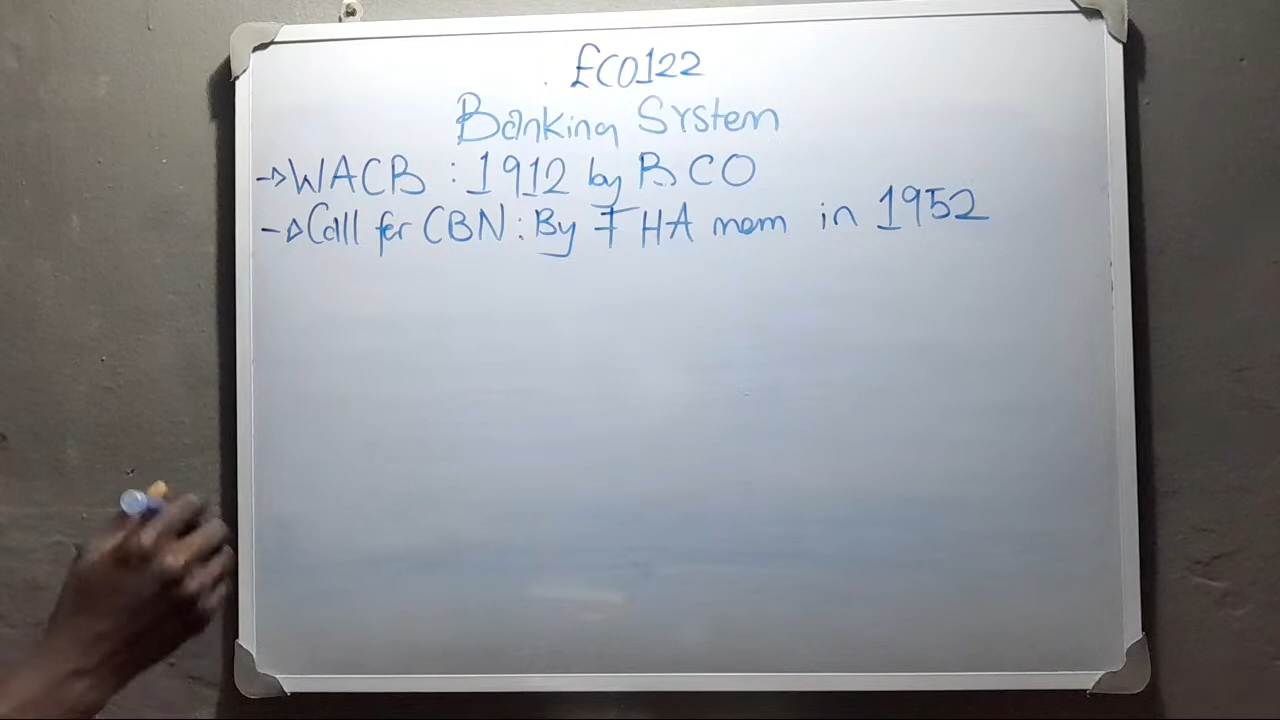 ECO122
Banking System
→WACB : 1912 by BCO
→Call for CBN : By FHA mem in 1952